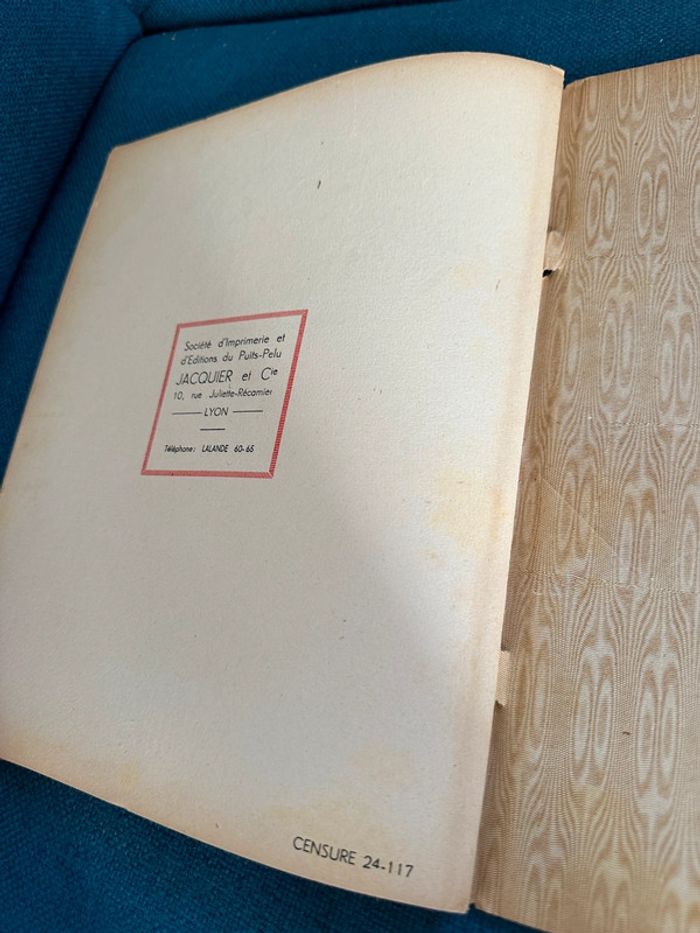 Société d'Imprimerie et
d'Editions du Puits-Pelu
JACQUIER et Cie
10, rue Juliette-Récamier
LYON
Téléphone: LALANDE 60-65
CENSURE 24-117